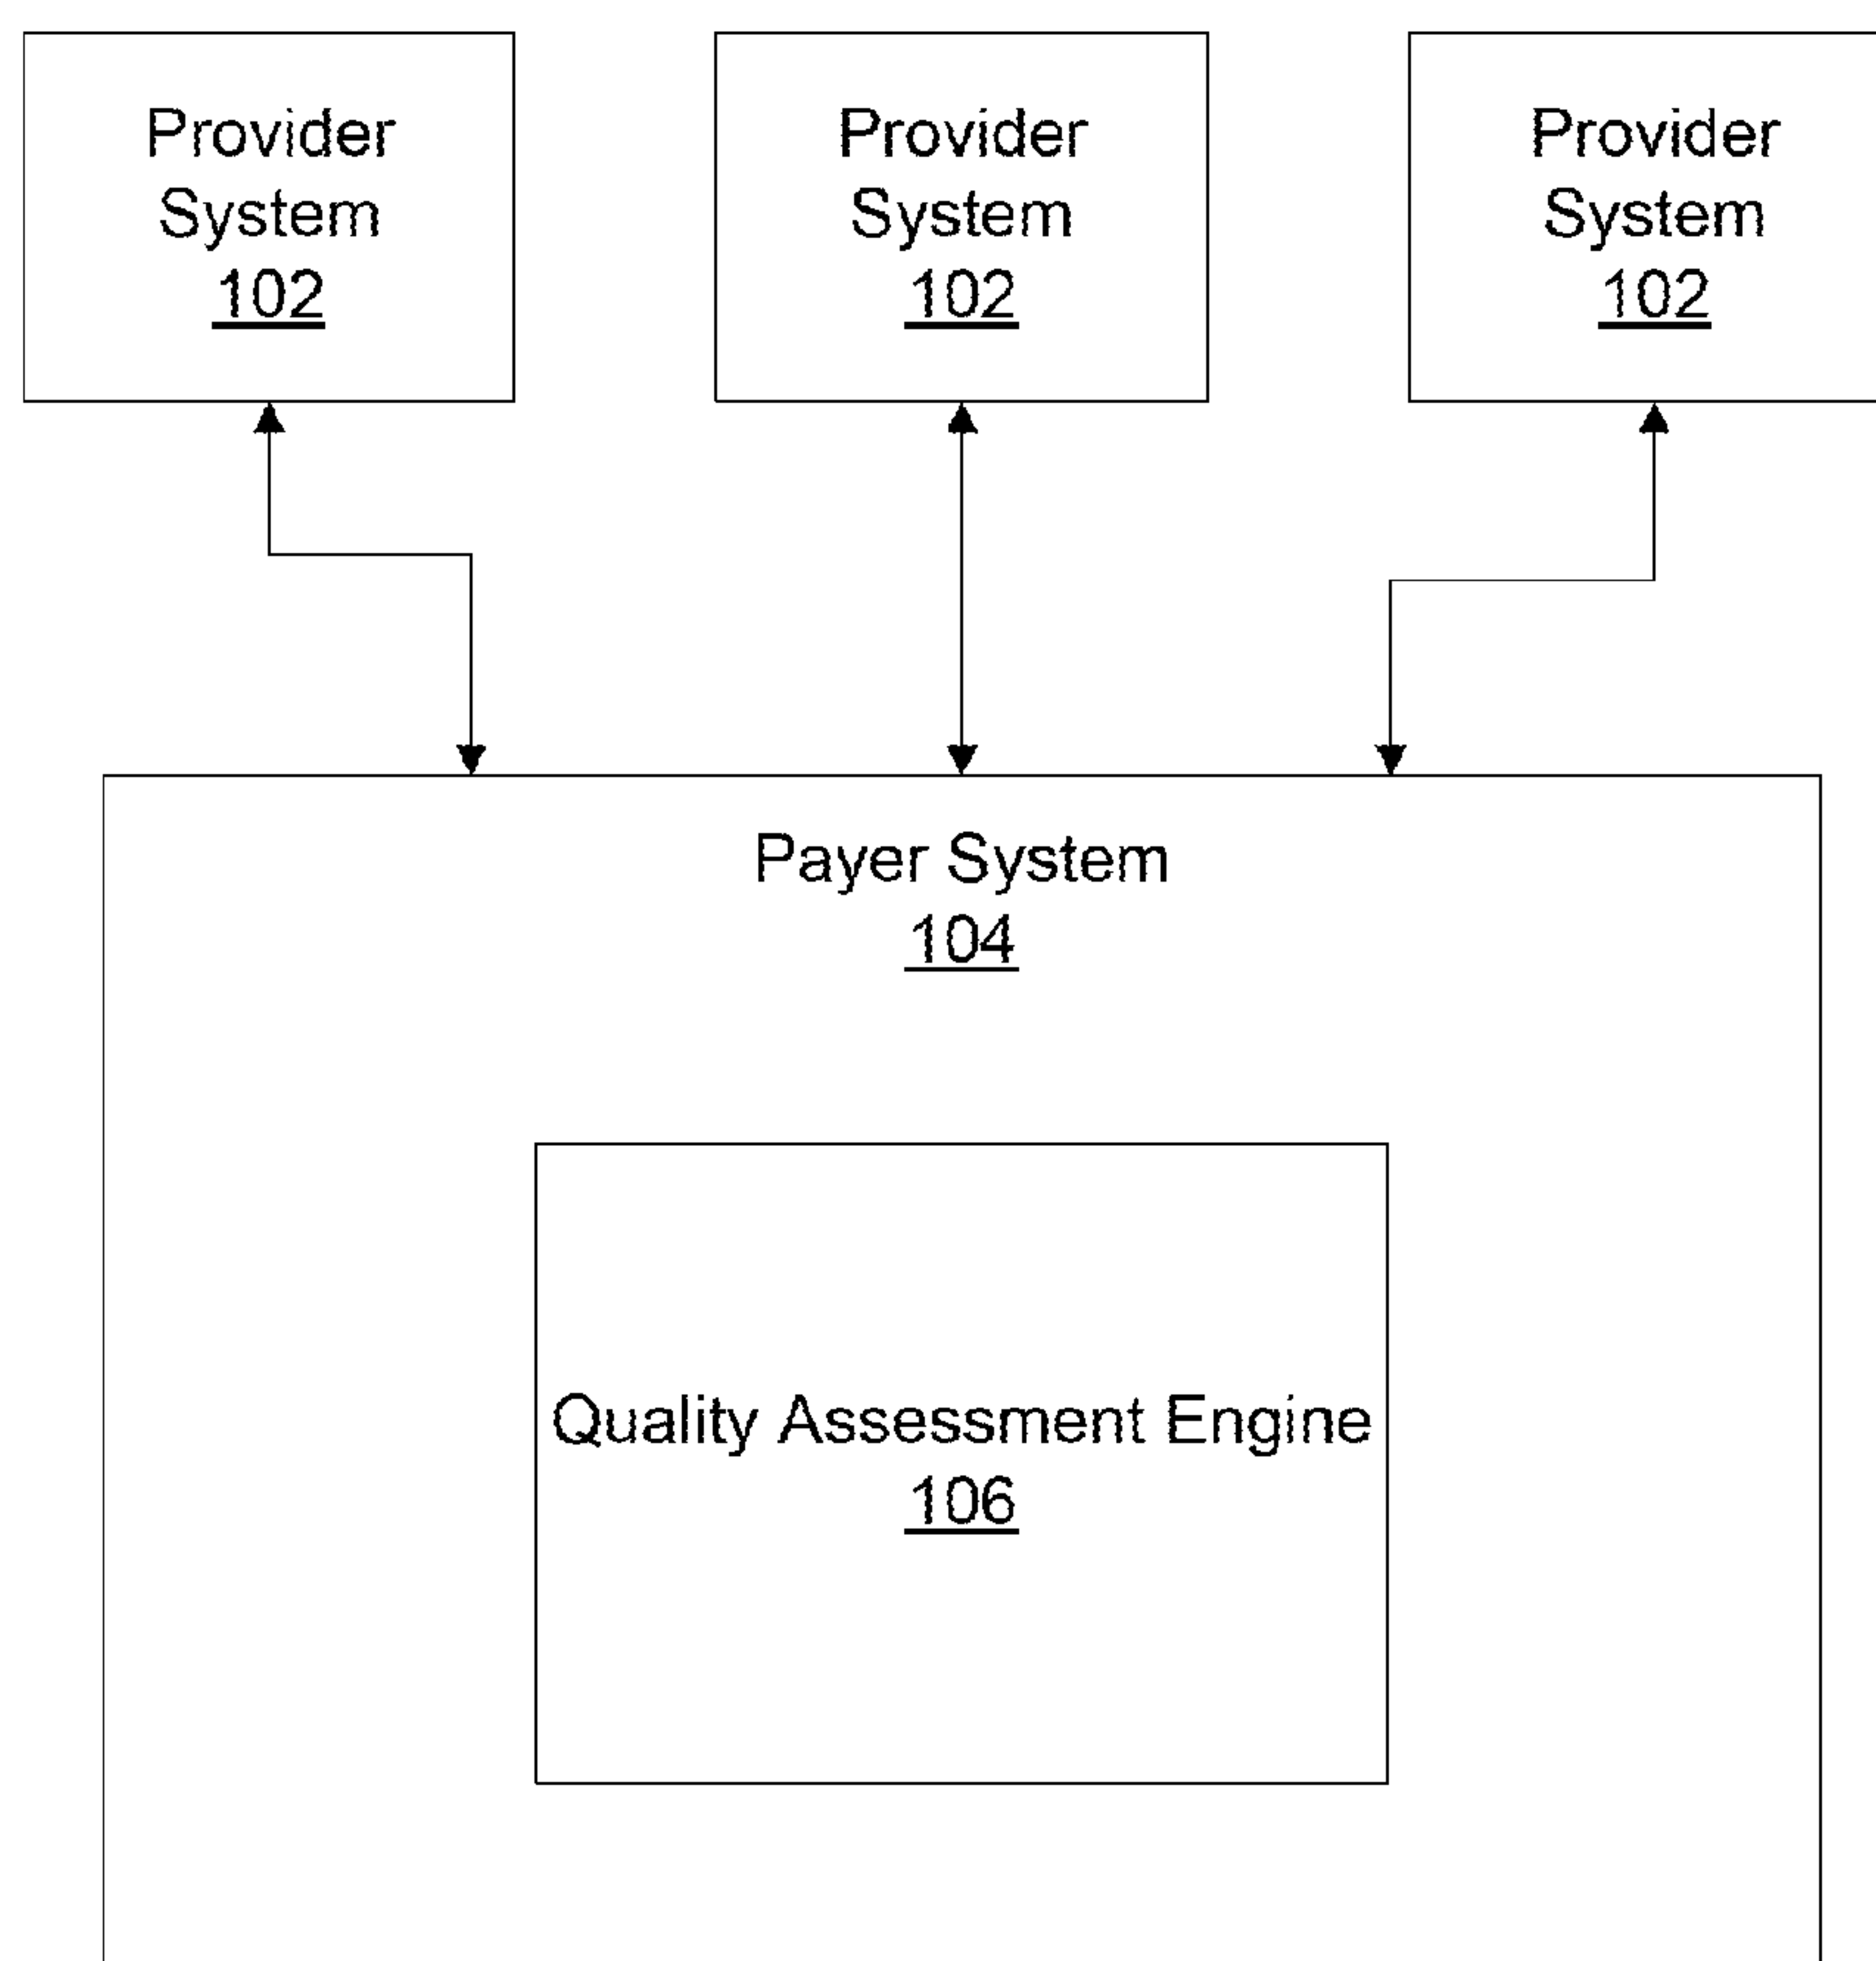 Provider
System
102
Provider
System
102
Provider
System
102
Payer System
104
Quality Assessment Engine
106